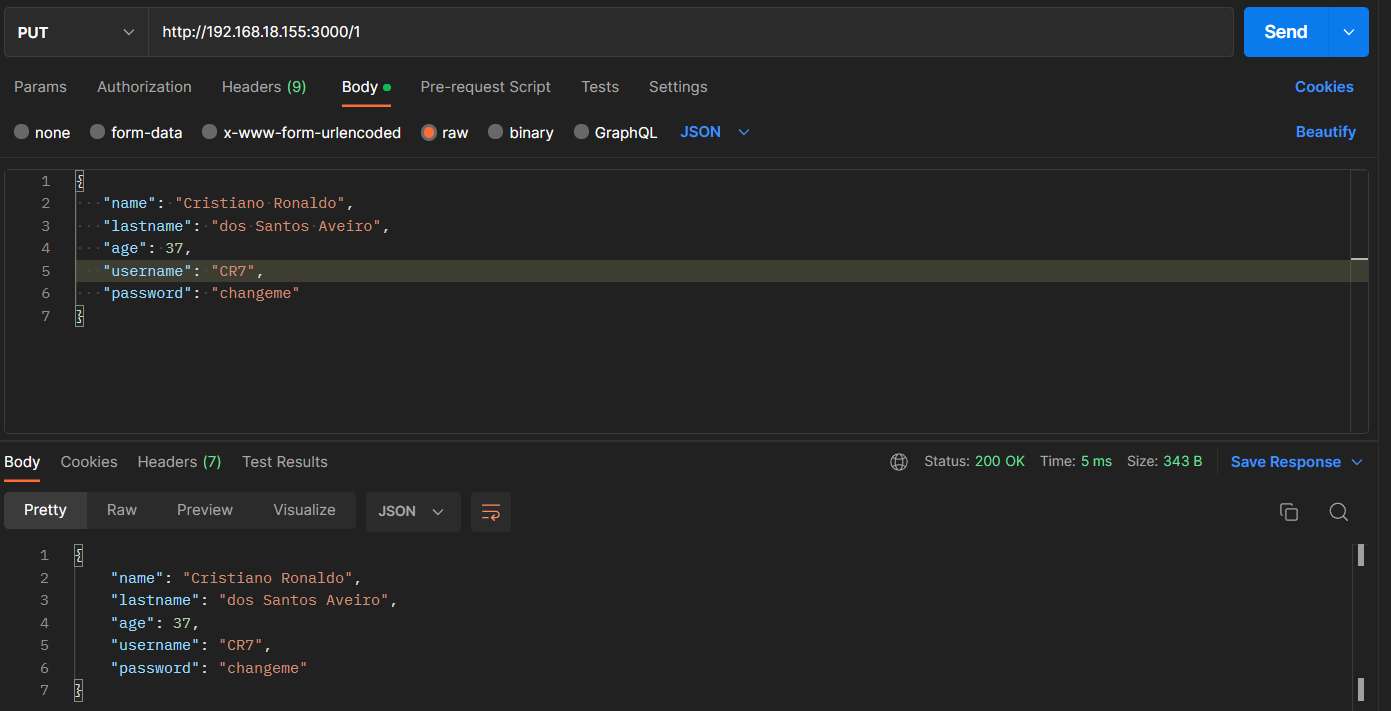 PUT http://192.168.18.155:3000/1 Send
Params Authorization Headers (9) Body Pre-request Script Tests Settings Cookies
none form-data x-www-form-urlencoded raw binary GraphQL JSON Beautify
1 {
2 "name": "Cristiano Ronaldo",
3 "lastname": "dos Santos Aveiro",
4 "age": 37,
5 "username": "CR7",
6 "password": "changeme"
7 }
Body Cookies Headers (7) Test Results Status: 200 OK Time: 5 ms Size: 343 B Save Response
Pretty Raw Preview Visualize JSON
1 {
2 "name": "Cristiano Ronaldo",
3 "lastname": "dos Santos Aveiro",
4 "age": 37,
5 "username": "CR7",
6 "password": "changeme"
7 }